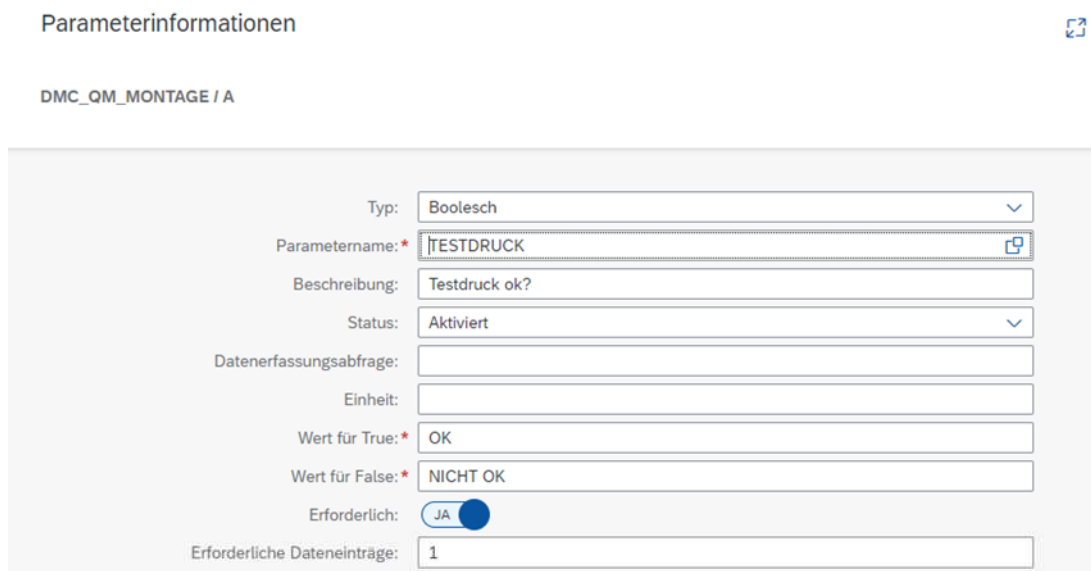 Parameterinformationen
DMC_QM_MONTAGE / A
Typ: Boolesch
Parametername:* TESTDRUCK
Beschreibung: Testdruck ok?
Status: Aktiviert
Datenerfassungsabfrage:
Einheit:
Wert für True:* OK
Wert für False:* NICHT OK
Erforderlich: JA
Erforderliche Dateneinträge: 1